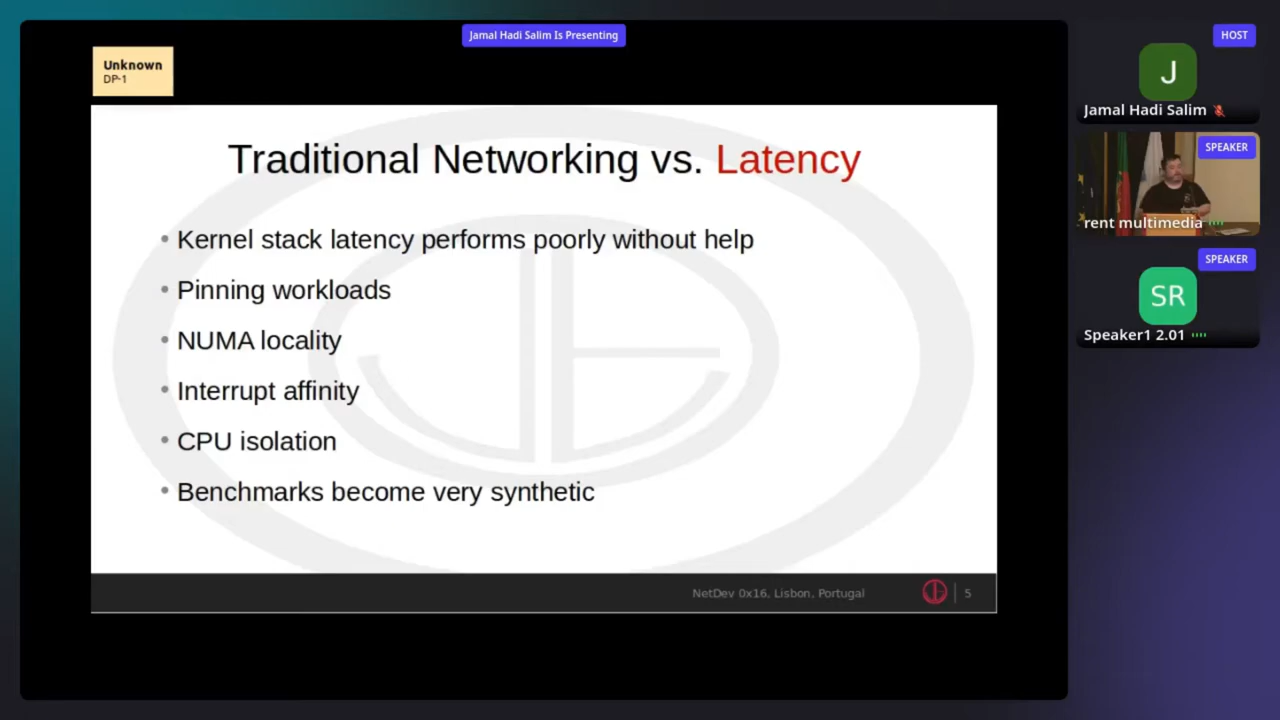 Jamal Hadi Salim Is Presenting
Unknown
DP-1
Traditional Networking vs. Latency
• Kernel stack latency performs poorly without help
• Pinning workloads
• NUMA locality
• Interrupt affinity
• CPU isolation
• Benchmarks become very synthetic
NetDev 0x16, Lisbon, Portugal
5
HOST
J
Jamal Hadi Salim
SPEAKER
rent multimedia
SPEAKER
SR
Speaker1 2.01